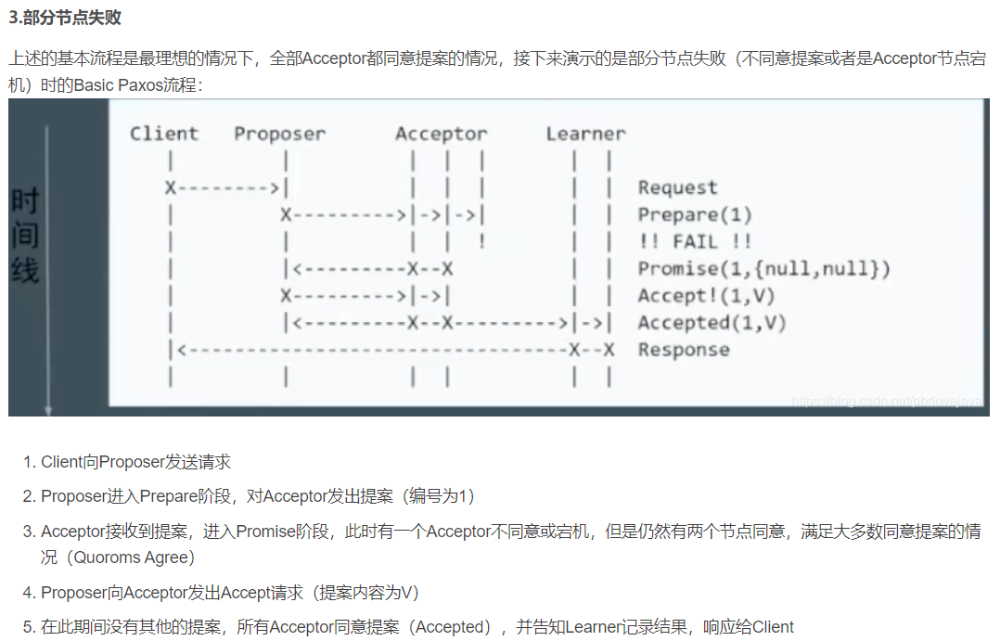 3.部分节点失败
上述的基本流程是最理想的情况下，全部Acceptor都同意提案的情况，接下来演示的是部分节点失败（不同意提案或者是Acceptor节点宕
机）时的Basic Paxos流程：
时间线
Client   Proposer      Acceptor     Learner
   |         |          |  |  |       |  |
   X-------->|          |  |  |       |  |  Request
   |         X--------->|->|->|       |  |  Prepare(1)
   |         |          |  |  !       |  |  !! FAIL !!
   |         |<---------X--X          |  |  Promise(1,{null,null})
   |         X--------->|->|          |  |  Accept!(1,V)
   |         |<---------X--X--------->|->|  Accepted(1,V)
   |<---------------------------------X--X  Response
   |         |          |  |          |  |
https://blog.csdn.net/pbrlovejava
1. Client向Proposer发送请求
2. Proposer进入Prepare阶段，对Acceptor发出提案（编号为1）
3. Acceptor接收到提案，进入Promise阶段，此时有一个Acceptor不同意或宕机，但是仍然有两个节点同意，满足大多数同意提案的情
况（Quoroms Agree）
4. Proposer向Acceptor发出Accept请求（提案内容为V）
5. 在此期间没有其他的提案，所有Acceptor同意提案（Accepted），并告知Learner记录结果，响应给Client